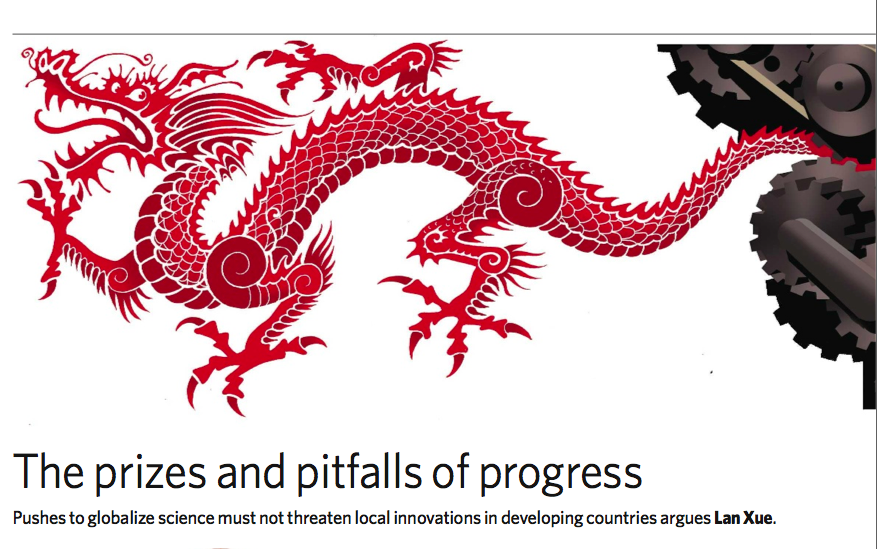 The prizes and pitfalls of progress
Pushes to globalize science must not threaten local innovations in developing countries argues Lan Xue.